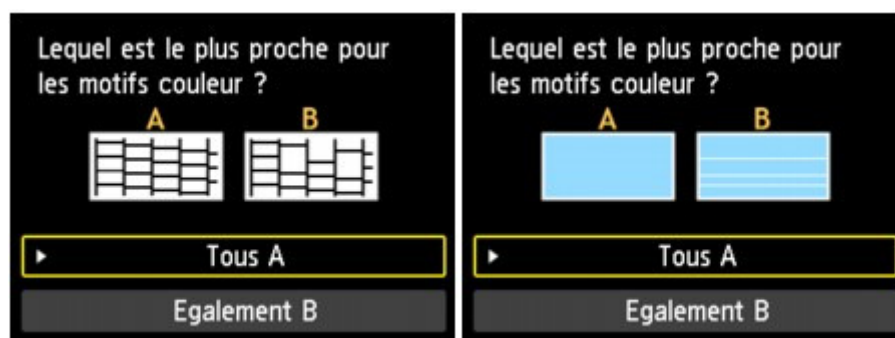 Lequel est le plus proche pour
les motifs couleur ?
A B
Tous A
Egalement B
Lequel est le plus proche pour
les motifs couleur ?
A B
Tous A
Egalement B